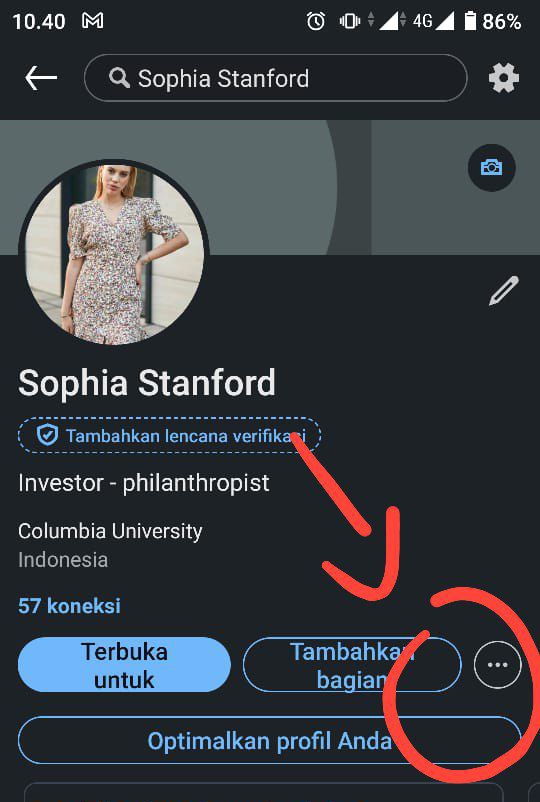 10.40
4G 86%
Sophia Stanford
Sophia Stanford
Tambahkan lencana verifikasi
Investor - philanthropist
Columbia University
Indonesia
57 koneksi
Terbuka
untuk
Tambahkan
bagian
Optimalkan profil Anda